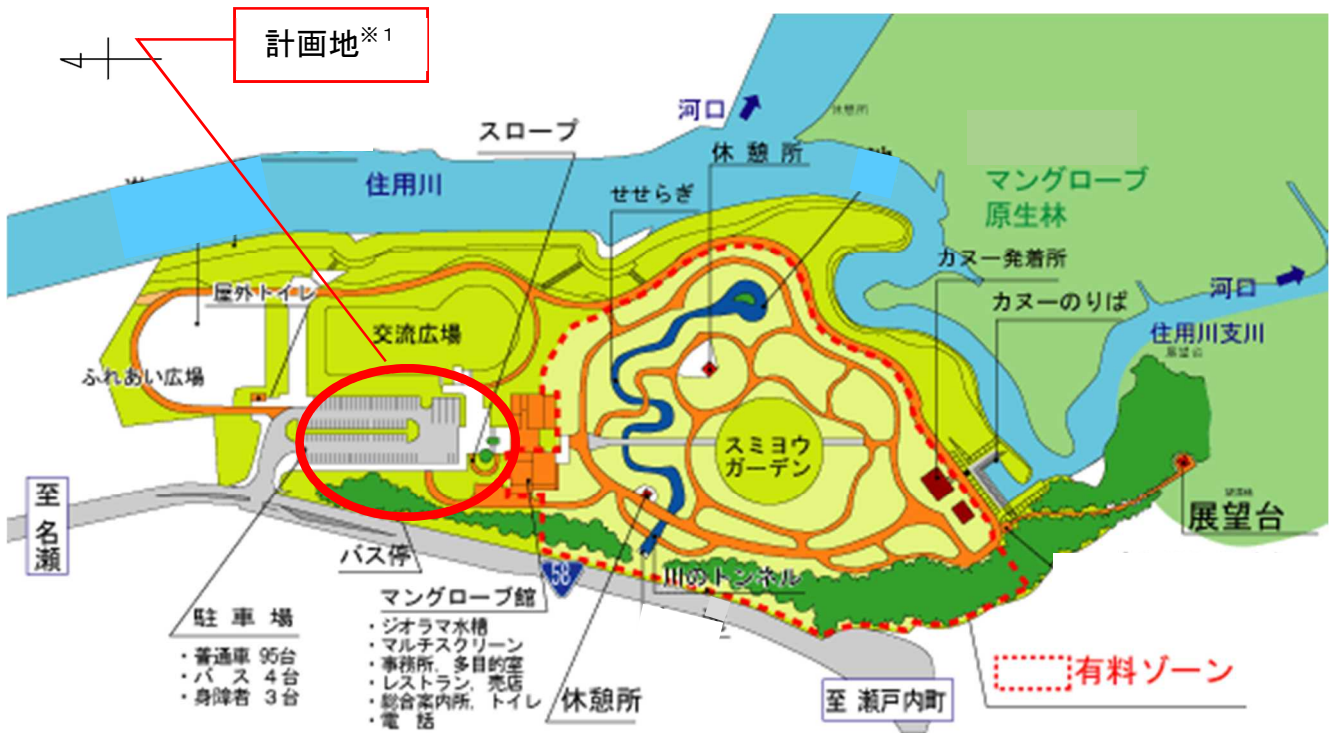 計画地※1
スロープ
河口
休憩所
休憩所
せせらぎ
マングローブ
原生林
住用川
カヌー発着所
カヌーのりば
河口
住用川支川
展望台
屋外トイレ
交流広場
ふれあい広場
スミヨウ
ガーデン
展望台
至名瀬
バス停
58
川のトンネル
マングローブ館
・ジオラマ水槽
・マルチスクリーン
・事務所、多目的室
・レストラン、売店
・総合案内所、トイレ
・電話
駐車場
・普通車 95台
・バス 4台
・身障者 3台
休憩所
至 瀬戸内町
有料ゾーン